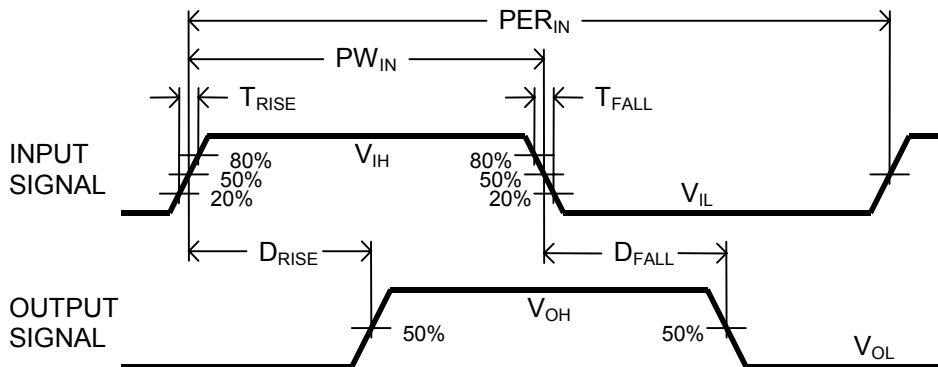 PER_IN
PW_IN
T_RISE
T_FALL
INPUT
SIGNAL
80%
50%
20%
V_IH
80%
50%
20%
V_IL
D_RISE
D_FALL
OUTPUT
SIGNAL
50%
V_OH
50%
V_OL